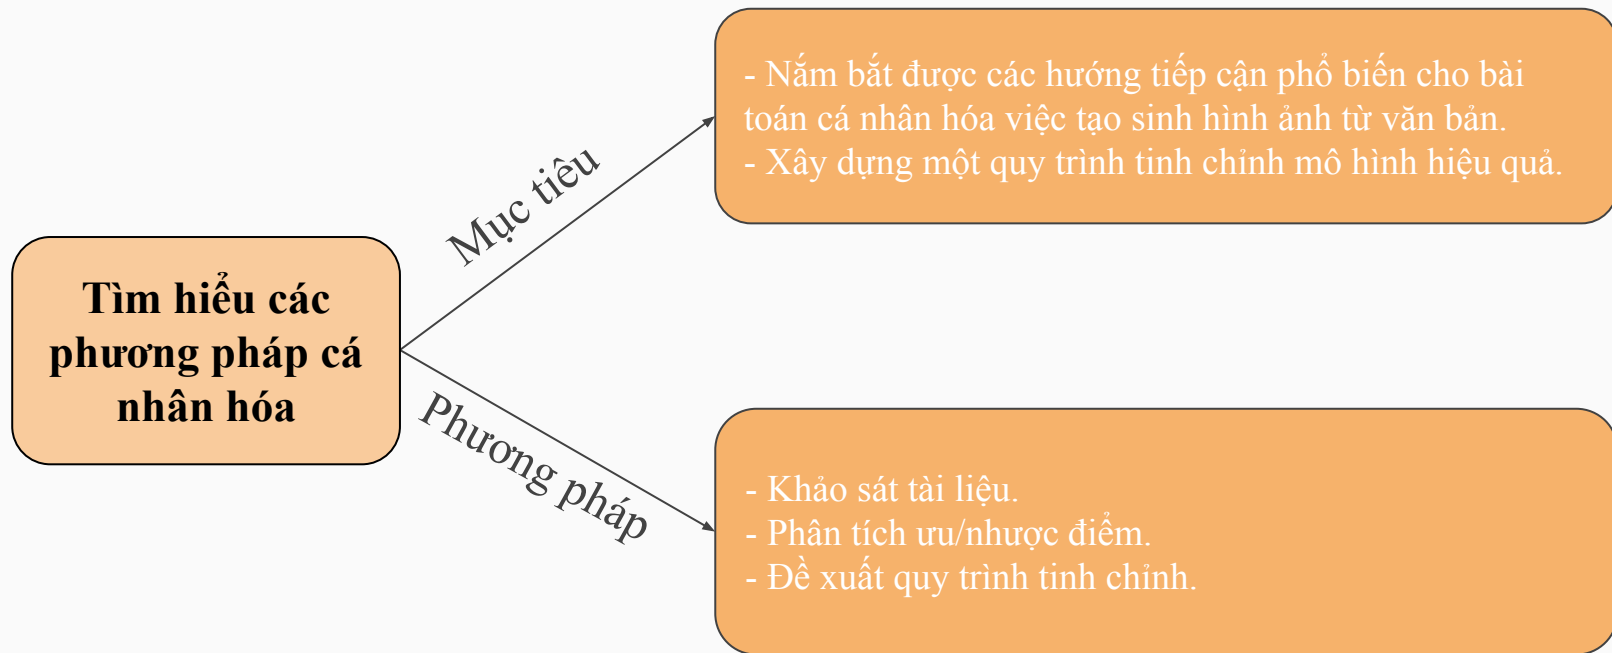 - Nắm bắt được các hướng tiếp cận phổ biến cho bài
toán cá nhân hóa việc tạo sinh hình ảnh từ văn bản.
- Xây dựng một quy trình tinh chỉnh mô hình hiệu quả.
Mục tiêu
Tìm hiểu các
phương pháp cá
nhân hóa
Phương pháp
- Khảo sát tài liệu.
- Phân tích ưu/nhược điểm.
- Đề xuất quy trình tinh chỉnh.